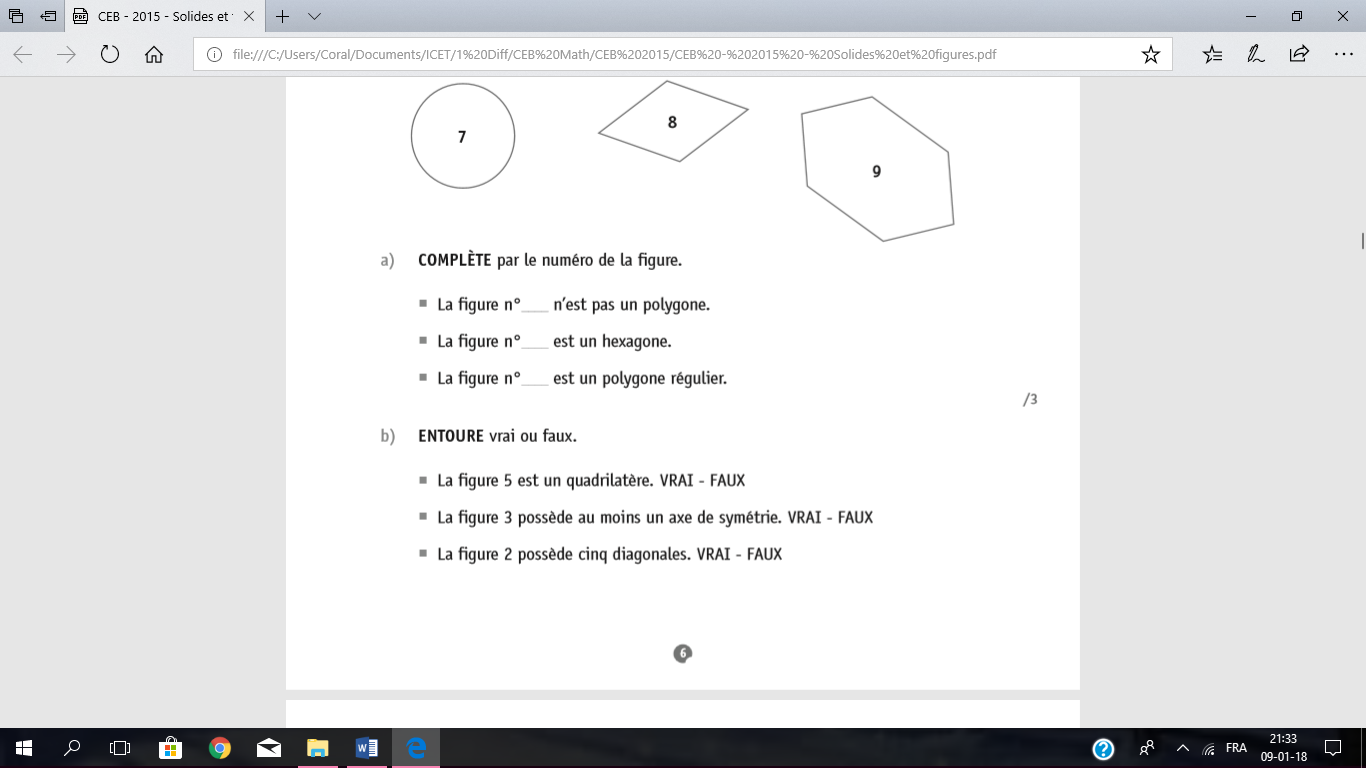 CEB - 2015 - Solides et
file:///C:/Users/Coral/Documents/ICET/1%20Diff/CEB%20Math/CEB%202015/CEB%20-%202015%20-%20Solides%20et%20figures.pdf
7
8
9
a) COMPLÈTE par le numéro de la figure.
▪ La figure n°___ n'est pas un polygone.
▪ La figure n°___ est un hexagone.
▪ La figure n°___ est un polygone régulier.
/3
b) ENTOURE vrai ou faux.
▪ La figure 5 est un quadrilatère. VRAI - FAUX
▪ La figure 3 possède au moins un axe de symétrie. VRAI - FAUX
▪ La figure 2 possède cinq diagonales. VRAI - FAUX
6
FRA
21:33
09-01-18